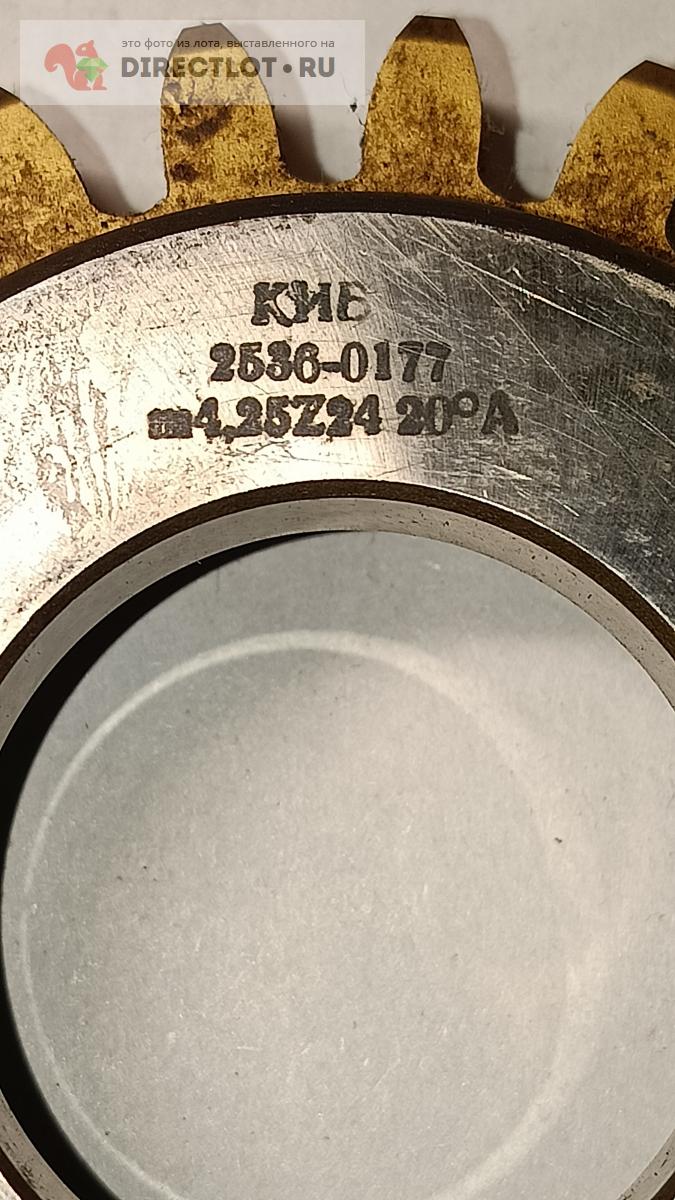 это фото из лота, выставленного на
DIRECTLOT•RU
КИБ
2536-0177
m4,25Z24 20°A